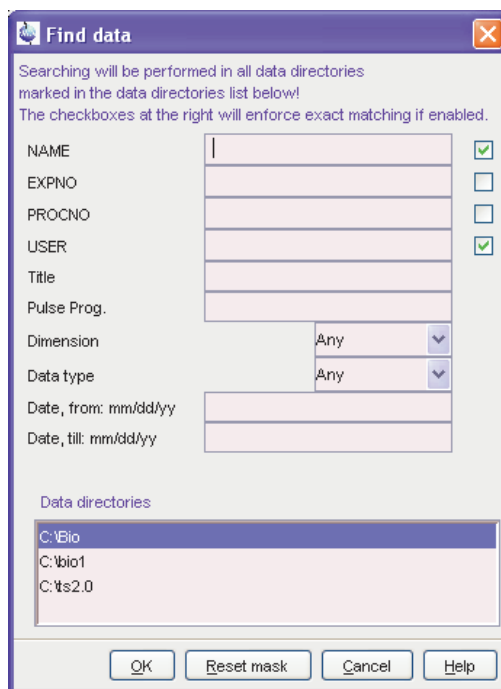 Find data
Searching will be performed in all data directories
marked in the data directories list below!
The checkboxes at the right will enforce exact matching if enabled.
NAME
EXPNO
PROCNO
USER
Title
Pulse Prog.
Dimension Any
Data type Any
Date, from: mm/dd/yy
Date, till: mm/dd/yy
Data directories
C:\Bio
C:\bio1
C:\ts2.0
OK Reset mask Cancel Help